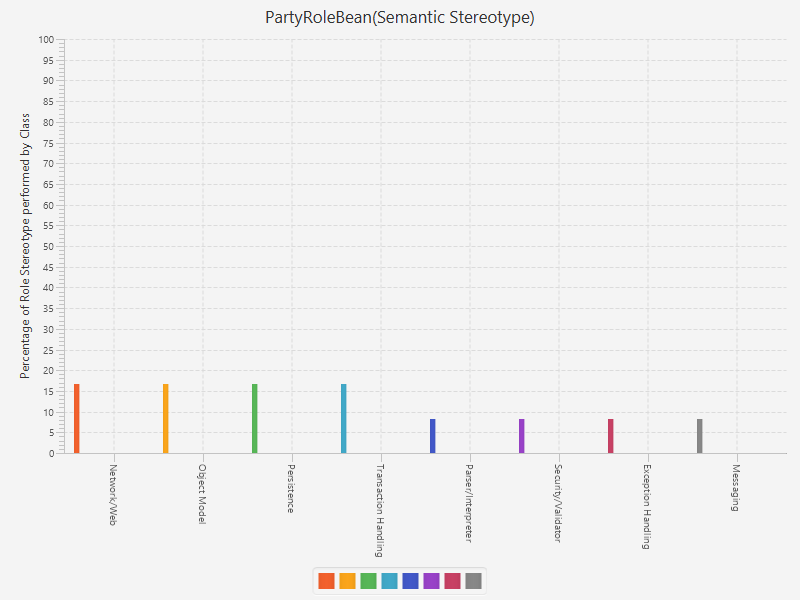 PartyRoleBean(Semantic Stereotype)
Percentage of Role Stereotype performed by Class
100
95
90
85
80
75
70
65
60
55
50
45
40
35
30
25
20
15
10
5
0
Network/Web
Object Model
Persistence
Transaction Handling
Parser/Interpreter
Security/Validator
Exception Handling
Messaging